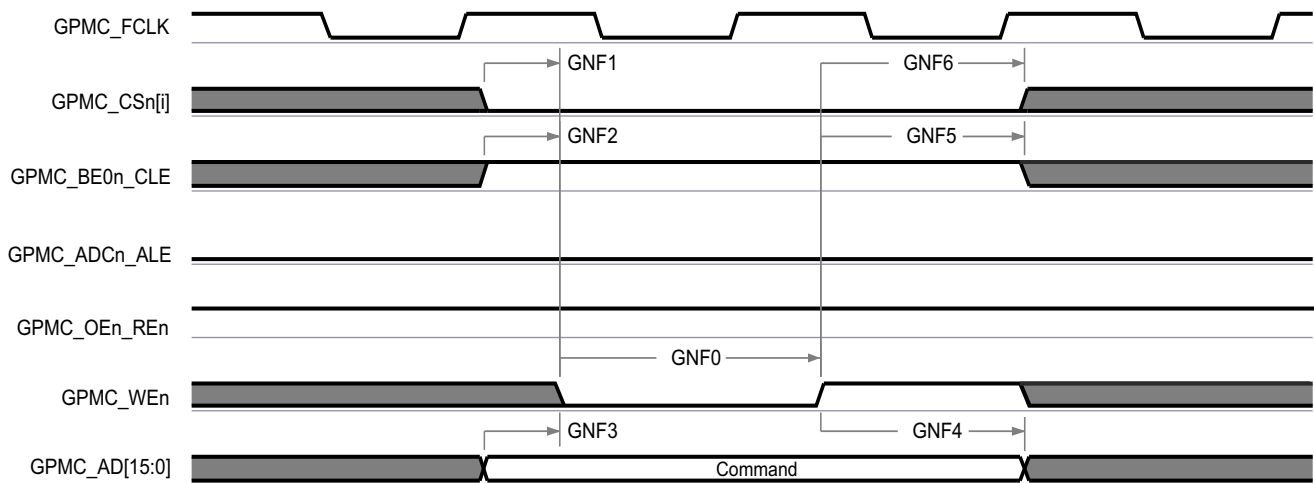 GPMC_FCLK
GNF1
GNF6
GPMC_CSn[i]
GNF2
GNF5
GPMC_BE0n_CLE
GPMC_ADCn_ALE
GPMC_OEn_REn
GNF0
GPMC_WEn
GNF3
GNF4
GPMC_AD[15:0]
Command